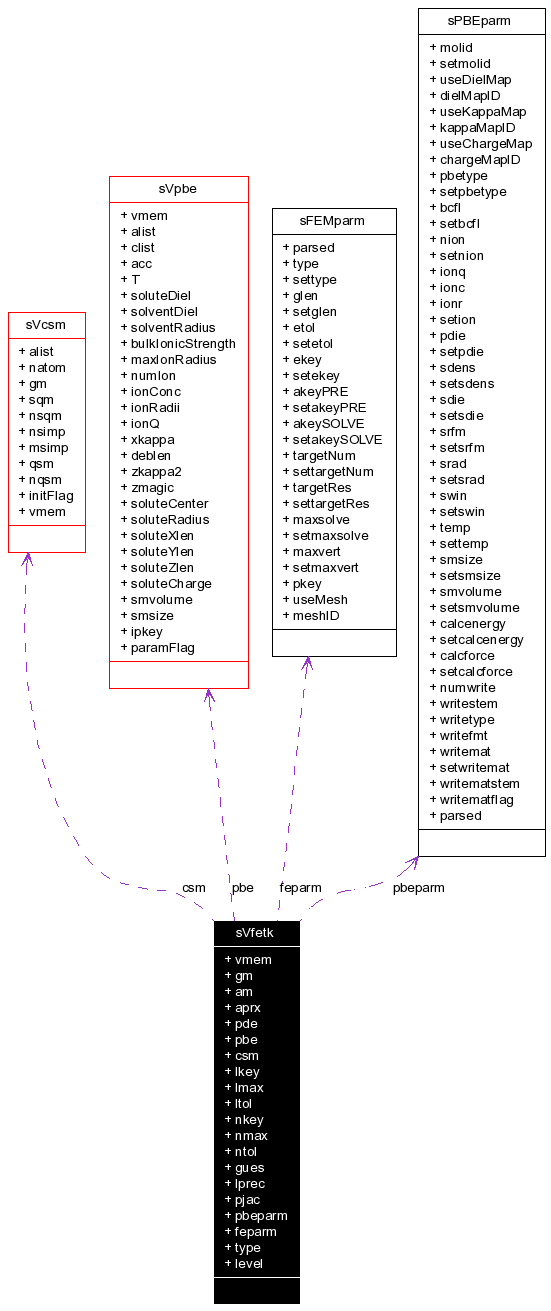 sPBEparm
+ molid
+ setmolid
+ useDielMap
+ dielMapID
+ useKappaMap
+ kappaMapID
+ useChargeMap
+ chargeMapID
+ pbetype
+ setpbetype
+ bcfl
+ setbcfl
+ nion
+ setnion
+ ionq
+ ionc
+ ionr
+ setion
+ pdie
+ setpdie
+ sdens
+ setsdens
+ sdie
+ setsdie
+ srfm
+ setsrfm
+ srad
+ setsrad
+ swin
+ setswin
+ temp
+ settemp
+ smsize
+ setsmsize
+ smvolume
+ setsmvolume
+ calcenergy
+ setcalcenergy
+ calcforce
+ setcalcforce
+ numwrite
+ writestem
+ writetype
+ writefmt
+ writemat
+ setwritemat
+ writematstem
+ writematflag
+ parsed
sVpbe
+ vmem
+ alist
+ clist
+ acc
+ T
+ soluteDiel
+ solventDiel
+ solventRadius
+ bulkIonicStrength
+ maxIonRadius
+ numIon
+ ionConc
+ ionRadii
+ ionQ
+ xkappa
+ deblen
+ zkappa2
+ zmagic
+ soluteCenter
+ soluteRadius
+ soluteXlen
+ soluteYlen
+ soluteZlen
+ soluteCharge
+ smvolume
+ smsize
+ ipkey
+ paramFlag
sFEMparm
+ parsed
+ type
+ settype
+ glen
+ setglen
+ etol
+ setetol
+ ekey
+ setekey
+ akeyPRE
+ setakeyPRE
+ akeySOLVE
+ setakeySOLVE
+ targetNum
+ settargetNum
+ targetRes
+ settargetRes
+ maxsolve
+ setmaxsolve
+ maxvert
+ setmaxvert
+ pkey
+ useMesh
+ meshID
sVcsm
+ alist
+ natom
+ gm
+ sqm
+ nsqm
+ nsimp
+ msimp
+ qsm
+ nqsm
+ initFlag
+ vmem
csm
pbe
feparm
pbeparm
sVfetk
+ vmem
+ gm
+ am
+ aprx
+ pde
+ pbe
+ csm
+ lkey
+ lmax
+ ltol
+ nkey
+ nmax
+ ntol
+ gues
+ lprec
+ pjac
+ pbeparm
+ feparm
+ type
+ level